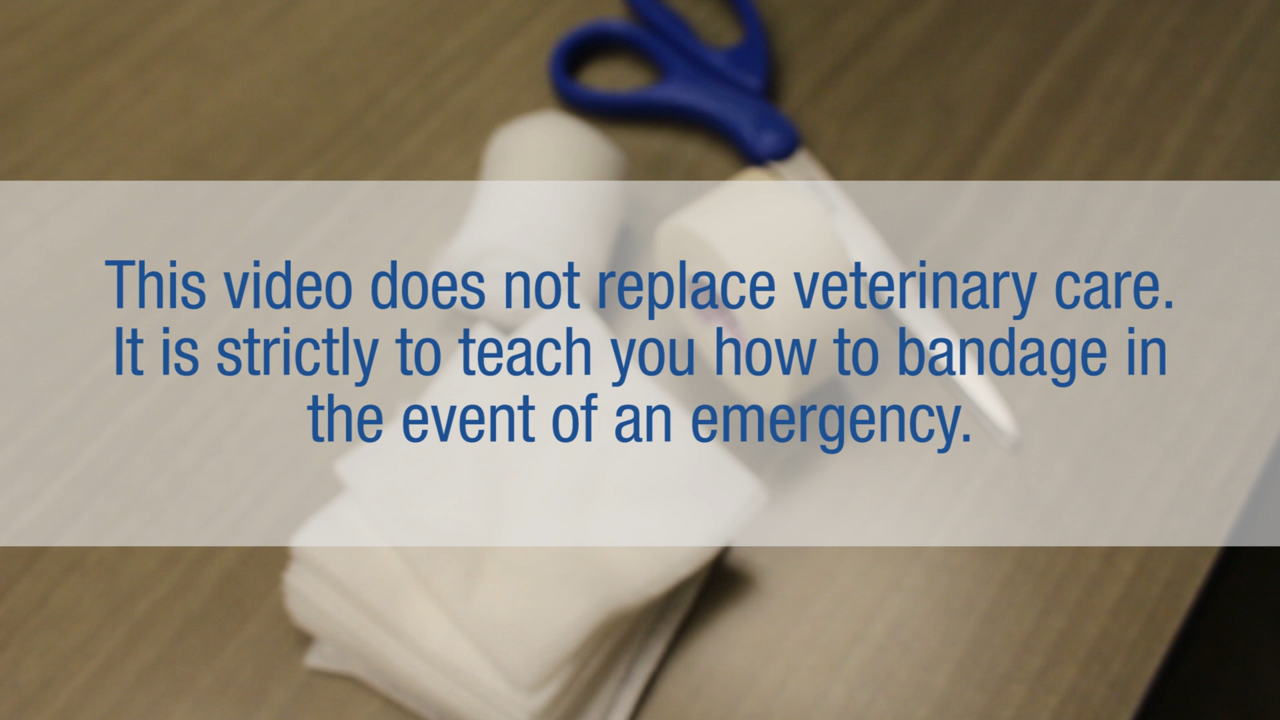 This video does not replace veterinary care.
It is strictly to teach you how to bandage in
the event of an emergency.